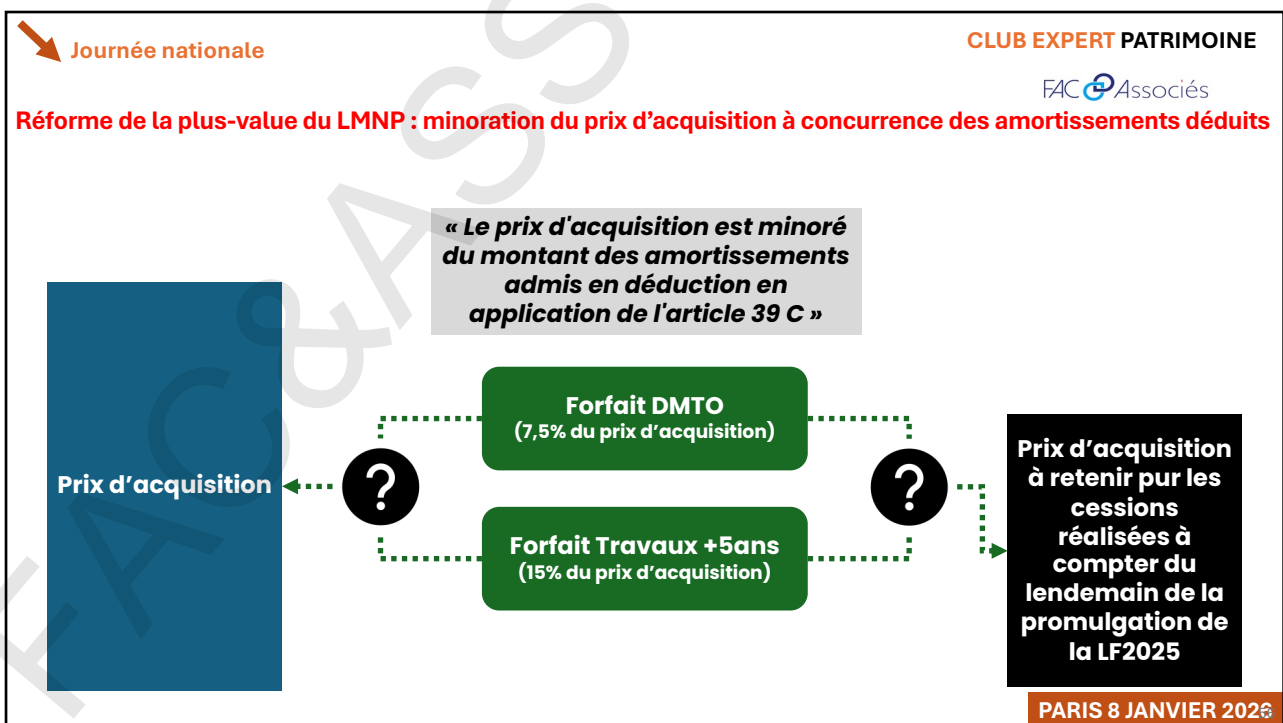 Journée nationale
CLUB EXPERT PATRIMOINE
FAC Associés
Réforme de la plus-value du LMNP : minoration du prix d'acquisition à concurrence des amortissements déduits
« Le prix d'acquisition est minoré
du montant des amortissements
admis en déduction en
application de l'article 39 C »
Prix d'acquisition
?
Forfait DMTO
(7,5% du prix d'acquisition)
Forfait Travaux +5ans
(15% du prix d'acquisition)
?
Prix d'acquisition
à retenir pur les
cessions
réalisées à
compter du
lendemain de la
promulgation de
la LF2025
PARIS 8 JANVIER 2026
FAC&ASS